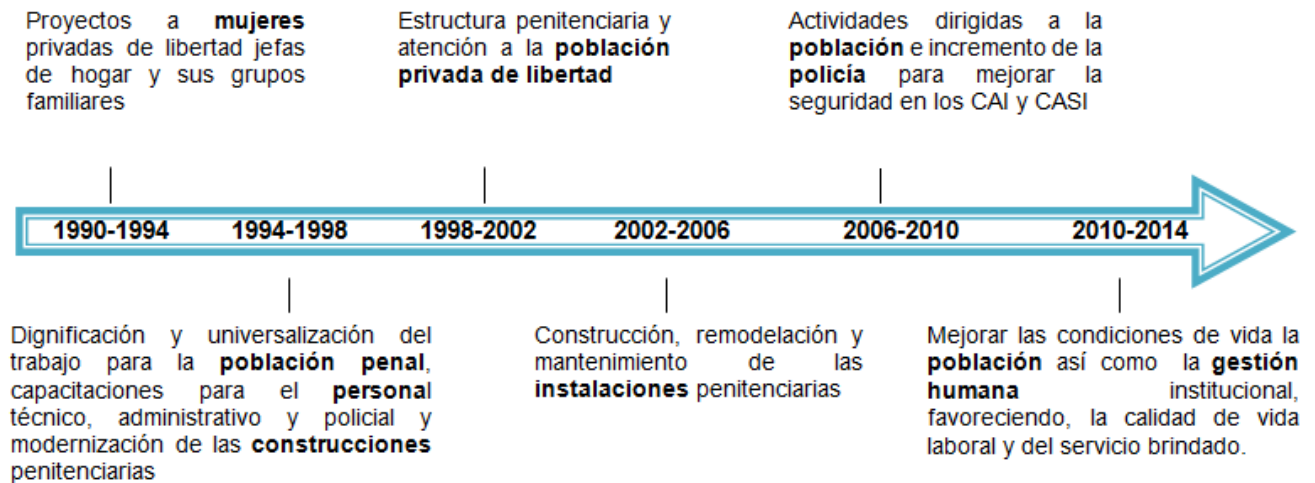 Proyectos a mujeres
privadas de libertad jefas
de hogar y sus grupos
familiares
Estructura penitenciaria y
atención a la población
privada de libertad
Actividades dirigidas a la
población e incremento de la
policía para mejorar la
seguridad en los CAI y CASI
1990-1994 1994-1998 1998-2002 2002-2006 2006-2010 2010-2014
Dignificación y universalización del
trabajo para la población penal,
capacitaciones para el personal
técnico, administrativo y policial y
modernización de las construcciones
penitenciarias
Construcción, remodelación y
mantenimiento de las
instalaciones penitenciarias
Mejorar las condiciones de vida la
población así como la gestión
humana institucional,
favoreciendo, la calidad de vida
laboral y del servicio brindado.